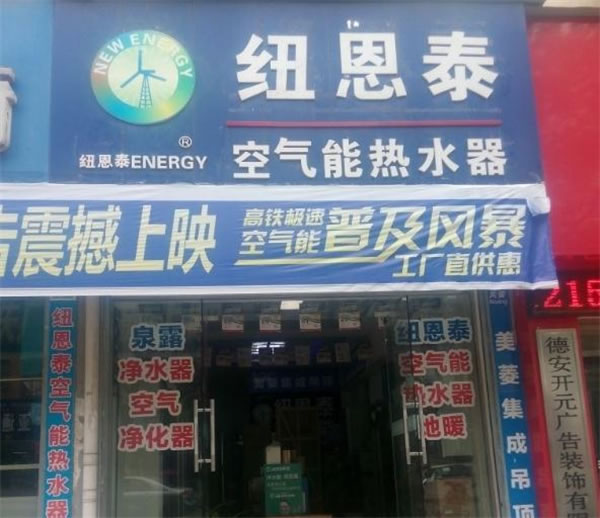 NEW ENERGY
纽恩泰
®
纽恩泰ENERGY
空气能热水器
震撼上映
高铁极速
空气能
普及风暴
工厂直供惠
215
纽恩泰空气能热水器
泉露
净水器
空气
净化器
纽恩泰
空气能
热水器
地暖
纽恩泰
美菱集成吊顶
德安开元广告装饰有限